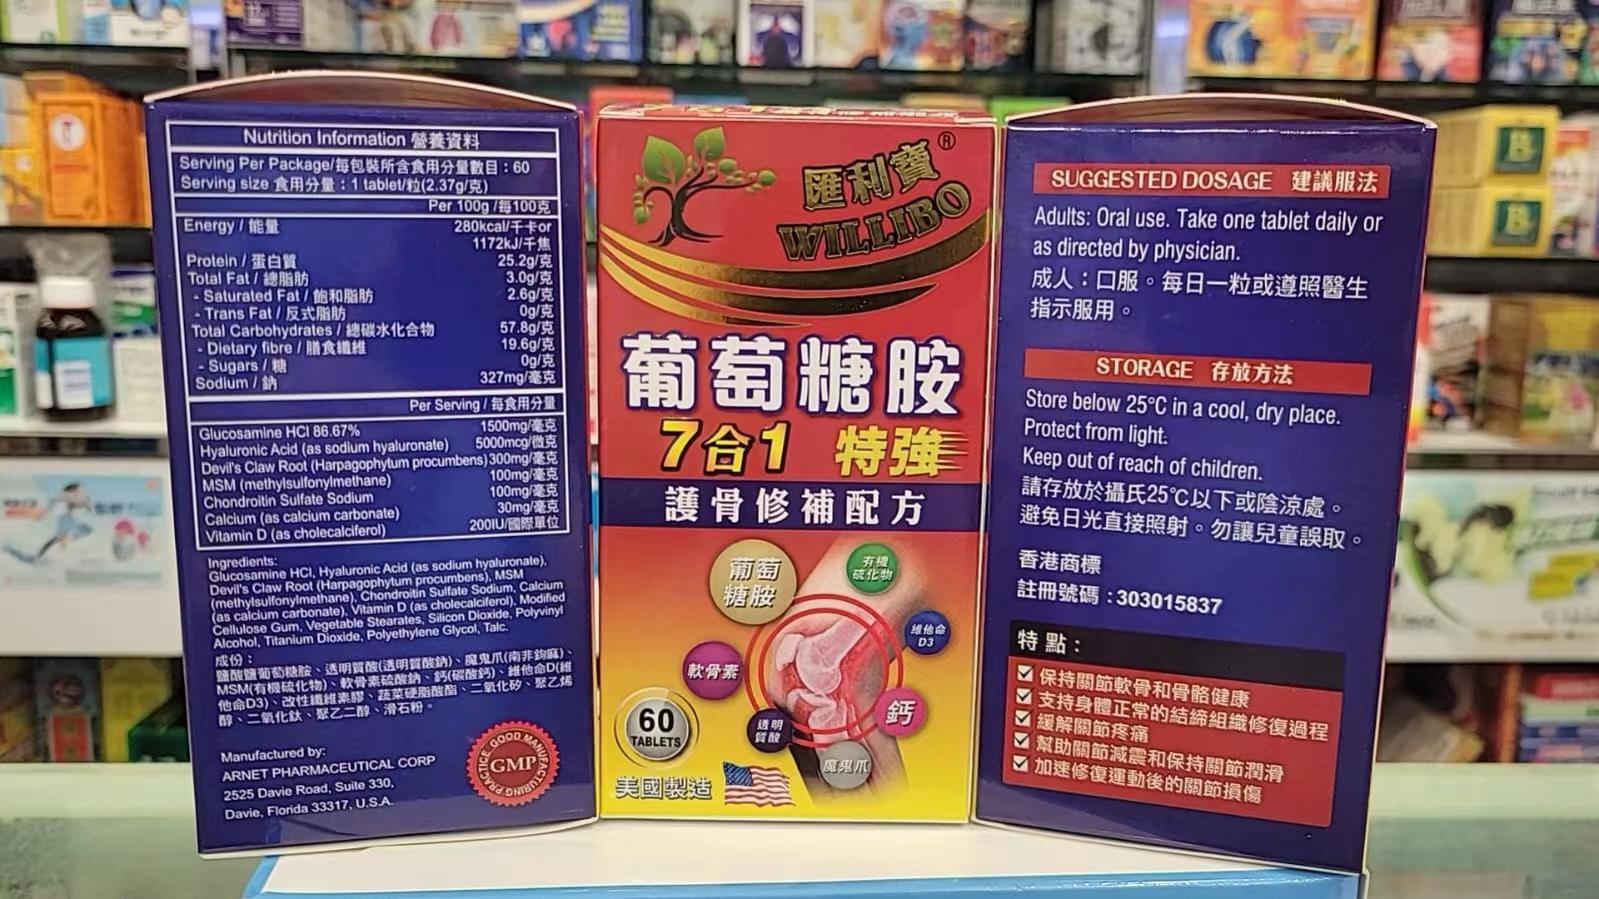 Nutrition Information 營養資料
Serving Per Package/每包裝所含食用分量數目：60
Serving size 食用分量：1 tablet/粒(2.37g/克)
Per 100g /每100克
Energy / 能量 280kcal/千卡or
1172kJ/千焦
Protein / 蛋白質 25.2g/克
Total Fat / 總脂肪 3.0g/克
- Saturated Fat / 飽和脂肪 2.6g/克
- Trans Fat / 反式脂肪 0g/克
Total Carbohydrates / 總碳水化合物 57.8g/克
- Dietary fibre / 膳食纖維 19.6g/克
- Sugars / 糖 0g/克
Sodium / 鈉 327mg/毫克
Per Serving / 每食用分量
Glucosamine HCl 86.67% 1500mg/毫克
Hyaluronic Acid (as sodium hyaluronate) 5000mcg/微克
Devil's Claw Root (Harpagophytum procumbens) 300mg/毫克
MSM (methylsulfonylmethane) 100mg/毫克
Chondroitin Sulfate Sodium 100mg/毫克
Calcium (as calcium carbonate) 30mg/毫克
Vitamin D (as cholecalciferol) 200IU/國際單位
Ingredients:
Glucosamine HCl, Hyaluronic Acid (as sodium hyaluronate),
Devil's Claw Root (Harpagophytum procumbens), MSM
(methylsulfonylmethane), Chondroitin Sulfate Sodium, Calcium
(as calcium carbonate), Vitamin D (as cholecalciferol), Modified
Cellulose Gum, Vegetable Stearates, Silicon Dioxide, Polyvinyl
Alcohol, Titanium Dioxide, Polyethylene Glycol, Talc.
成份：
鹽酸鹽葡萄糖胺、透明質酸(透明質酸鈉)、魔鬼爪(南非鉤麻)、
MSM(有機硫化物)、軟骨素硫酸鈉、鈣(碳酸鈣)、維他命D(維
他命D3)、改性纖維素膠、蔬菜硬脂酸酯、二氧化矽、聚乙烯
醇、二氧化鈦、聚乙二醇、滑石粉。
Manufactured by:
ARNET PHARMACEUTICAL CORP
2525 Davie Road, Suite 330,
Davie, Florida 33317, U.S.A.
GOOD MANUFACTURING PRACTICE
GMP
匯利寶®
WILLIBO
葡萄糖胺
7合1 特強
護骨修補配方
葡萄
糖胺
有機
硫化物
維他命
D3
軟骨素
鈣
透明
質酸
魔鬼爪
60
TABLETS
美國製造
SUGGESTED DOSAGE 建議服法
Adults: Oral use. Take one tablet daily or
as directed by physician.
成人：口服。每日一粒或遵照醫生
指示服用。
STORAGE 存放方法
Store below 25℃ in a cool, dry place.
Protect from light.
Keep out of reach of children.
請存放於攝氏25℃以下或陰涼處。
避免日光直接照射。勿讓兒童誤取。
香港商標
註冊號碼：303015837
特點：
保持關節軟骨和骨骼健康
支持身體正常的結締組織修復過程
緩解關節疼痛
幫助關節減震和保持關節潤滑
加速修復運動後的關節損傷